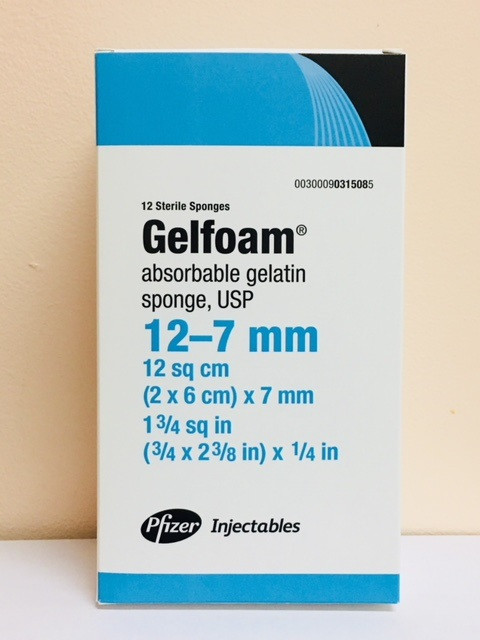 00300090315085
12 Sterile Sponges
Gelfoam®
absorbable gelatin
sponge, USP
12–7 mm
12 sq cm
(2 x 6 cm) x 7 mm
1 3/4 sq in
(3/4 x 2 3/8 in) x 1/4 in
Pfizer Injectables